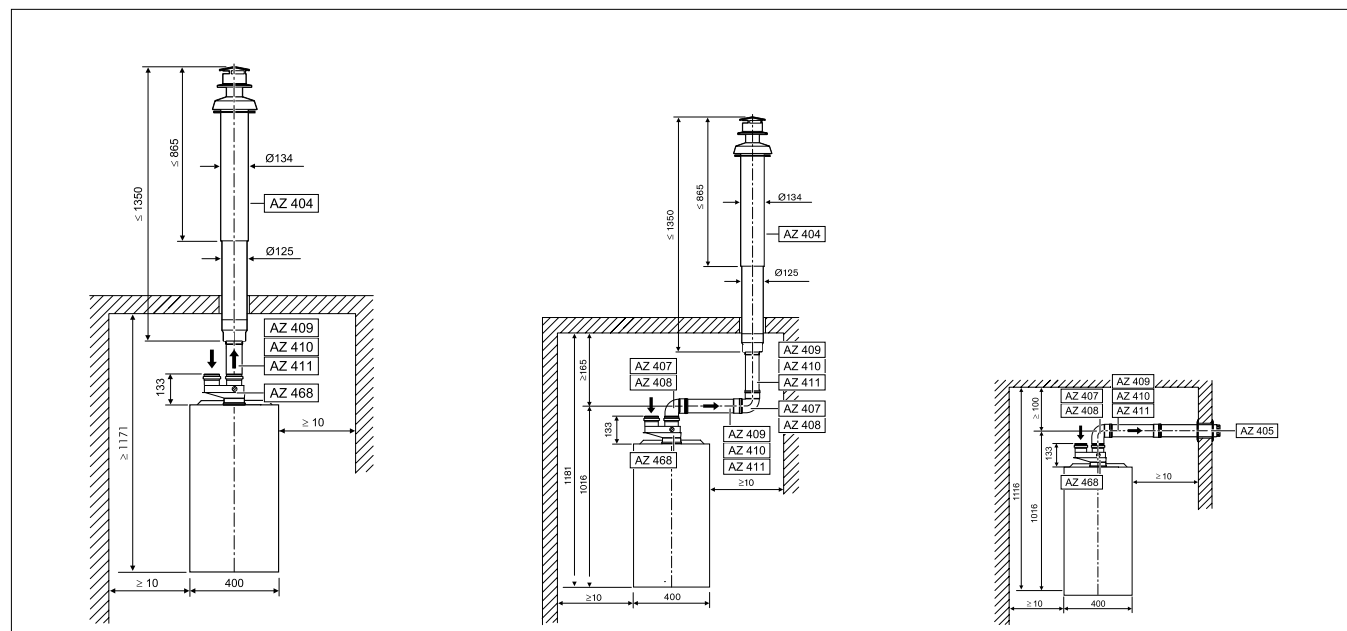 ≤ 1350
≤ 865
Ø134
AZ 404
Ø125
AZ 409
AZ 410
AZ 411
133
AZ 468
≥ 1171
≥ 10
≥ 10
400
≤ 1350
≤ 865
Ø134
AZ 404
Ø125
≥165
AZ 407
AZ 408
AZ 409
AZ 410
AZ 411
AZ 407
AZ 408
133
AZ 409
AZ 410
AZ 411
AZ 468
≥10
1181
1016
≥10
400
≥ 100
AZ 407
AZ 408
AZ 409
AZ 410
AZ 411
AZ 405
133
AZ 468
≥10
1116
1016
≥ 10
400